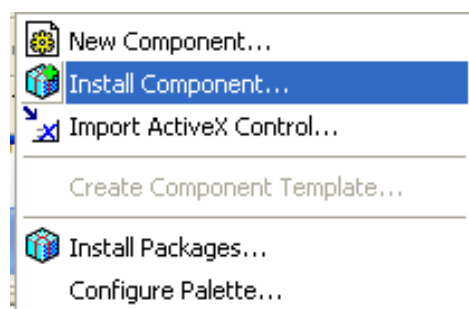 New Component...
Install Component...
Import ActiveX Control...
Create Component Template...
Install Packages...
Configure Palette...